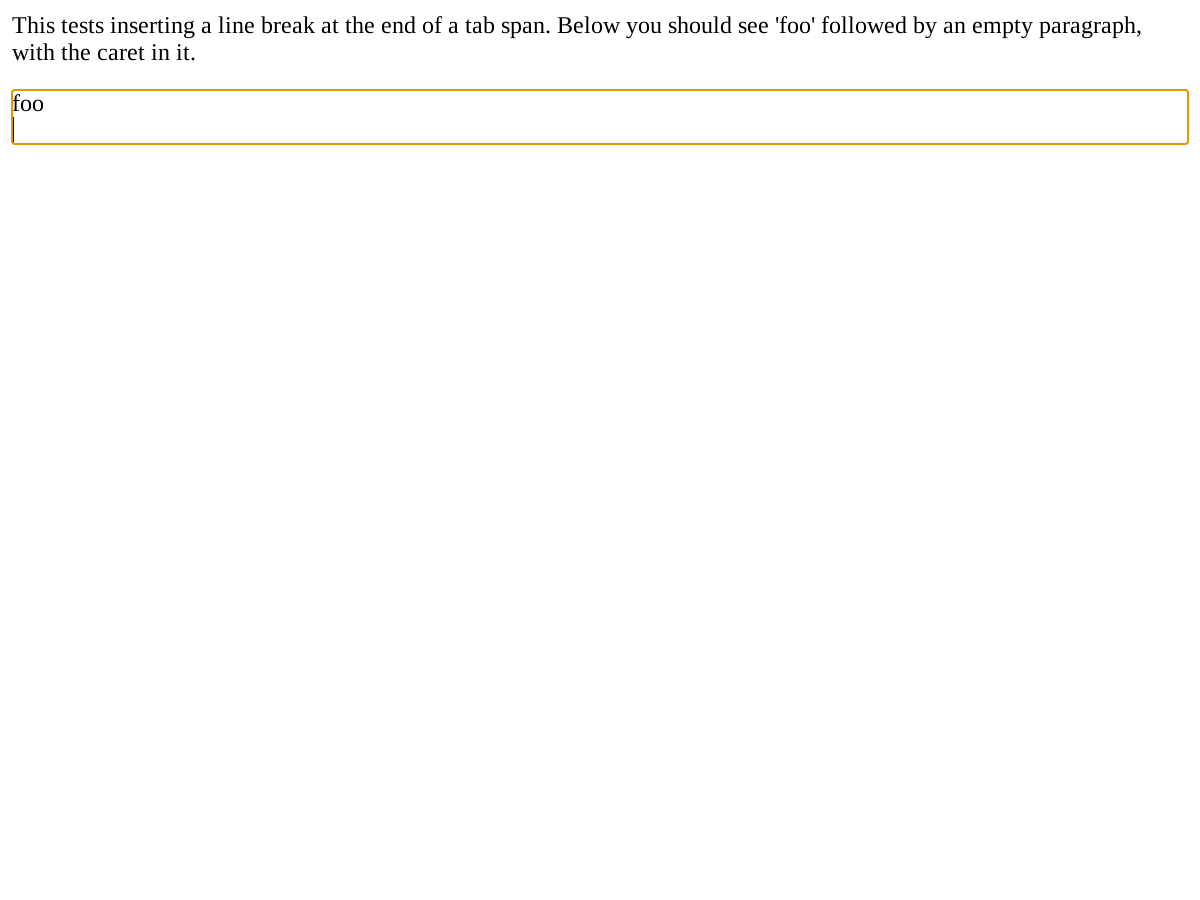 This tests inserting a line break at the end of a tab span. Below you should see 'foo' followed by an empty paragraph,
with the caret in it.
foo